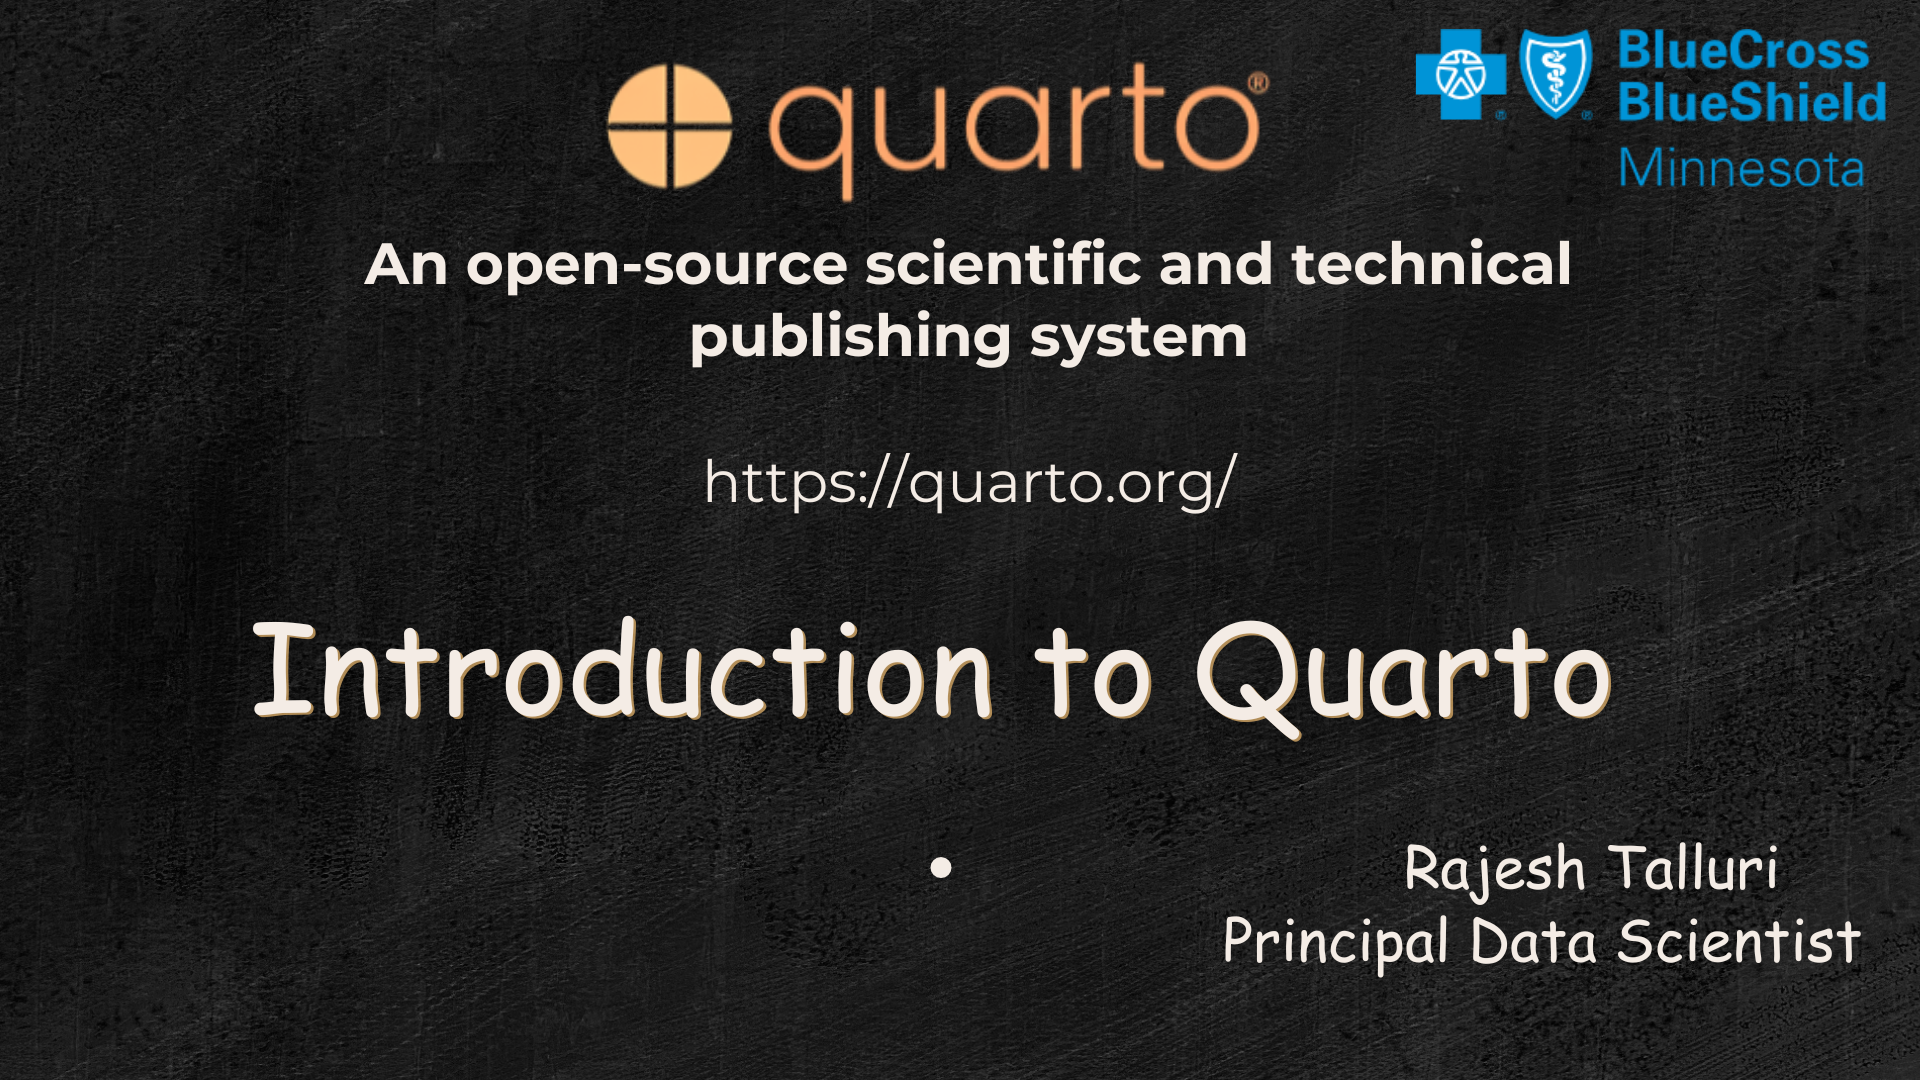 quarto®
BlueCross
BlueShield
Minnesota
An open-source scientific and technical
publishing system
https://quarto.org/
Introduction to Quarto
•
Rajesh Talluri
Principal Data Scientist